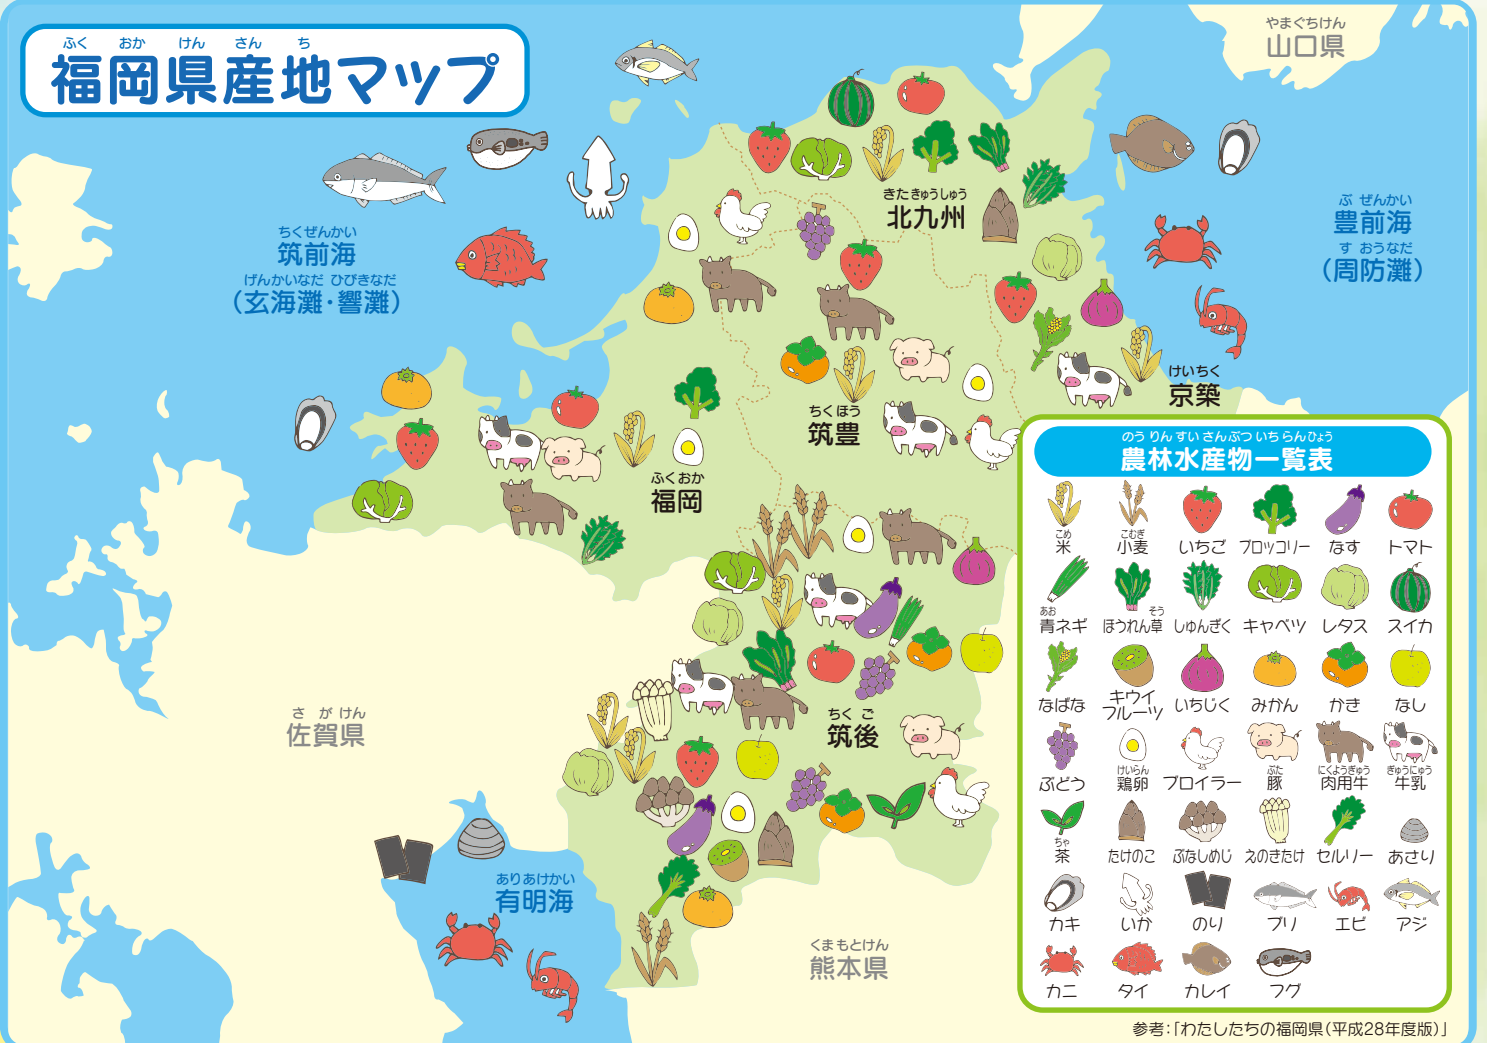 ふく おか けん さん ち
福岡県産地マップ
やまぐちけん
山口県
きたきゅうしゅう
北九州
ぶ ぜんかい
豊前海
す おうなだ
(周防灘)
ちくぜんかい
筑前海
げんかいなだ ひびきなだ
(玄海灘・響灘)
けいちく
京築
ちくほう
筑豊
ふくおか
福岡
ちく ご
筑後
さ が けん
佐賀県
ありあけかい
有明海
くまもとけん
熊本県
のう りん すい さん ぶつ いち らん ひょう
農林水産物一覧表
こめ こむぎ
米 小麦 いちご ブロッコリー なす トマト
あお そう
青ネギ ほうれん草 しゅんぎく キャベツ レタス スイカ
なばな キウイ いちじく みかん かき なし
フルーツ
けいらん ぶた にくようぎゅう ぎゅうにゅう
ぶどう 鶏卵 ブロイラー 豚 肉用牛 牛乳
ちゃ
茶 たけのこ ぶなしめじ えのきたけ セルリー あさり
カキ いか のり ブリ エビ アジ
カニ タイ カレイ フグ
参考:「わたしたちの福岡県(平成28年度版)」